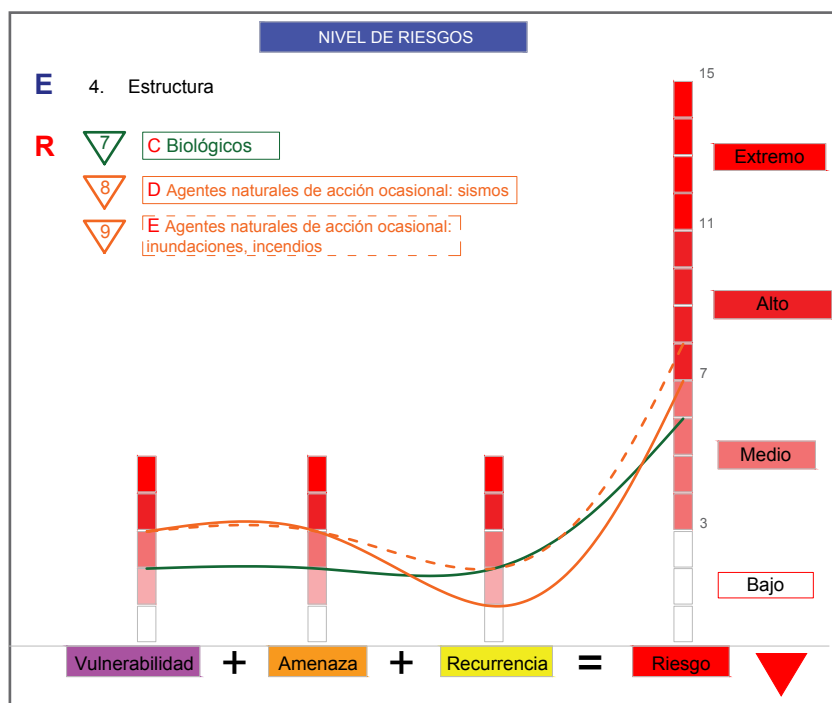 NIVEL DE RIESGOS
E 4. Estructura
R 7 C Biológicos
8 D Agentes naturales de acción ocasional: sismos
9 E Agentes naturales de acción ocasional:
inundaciones, incendios
15
Extremo
11
Alto
7
Medio
3
Bajo
Vulnerabilidad + Amenaza + Recurrencia = Riesgo